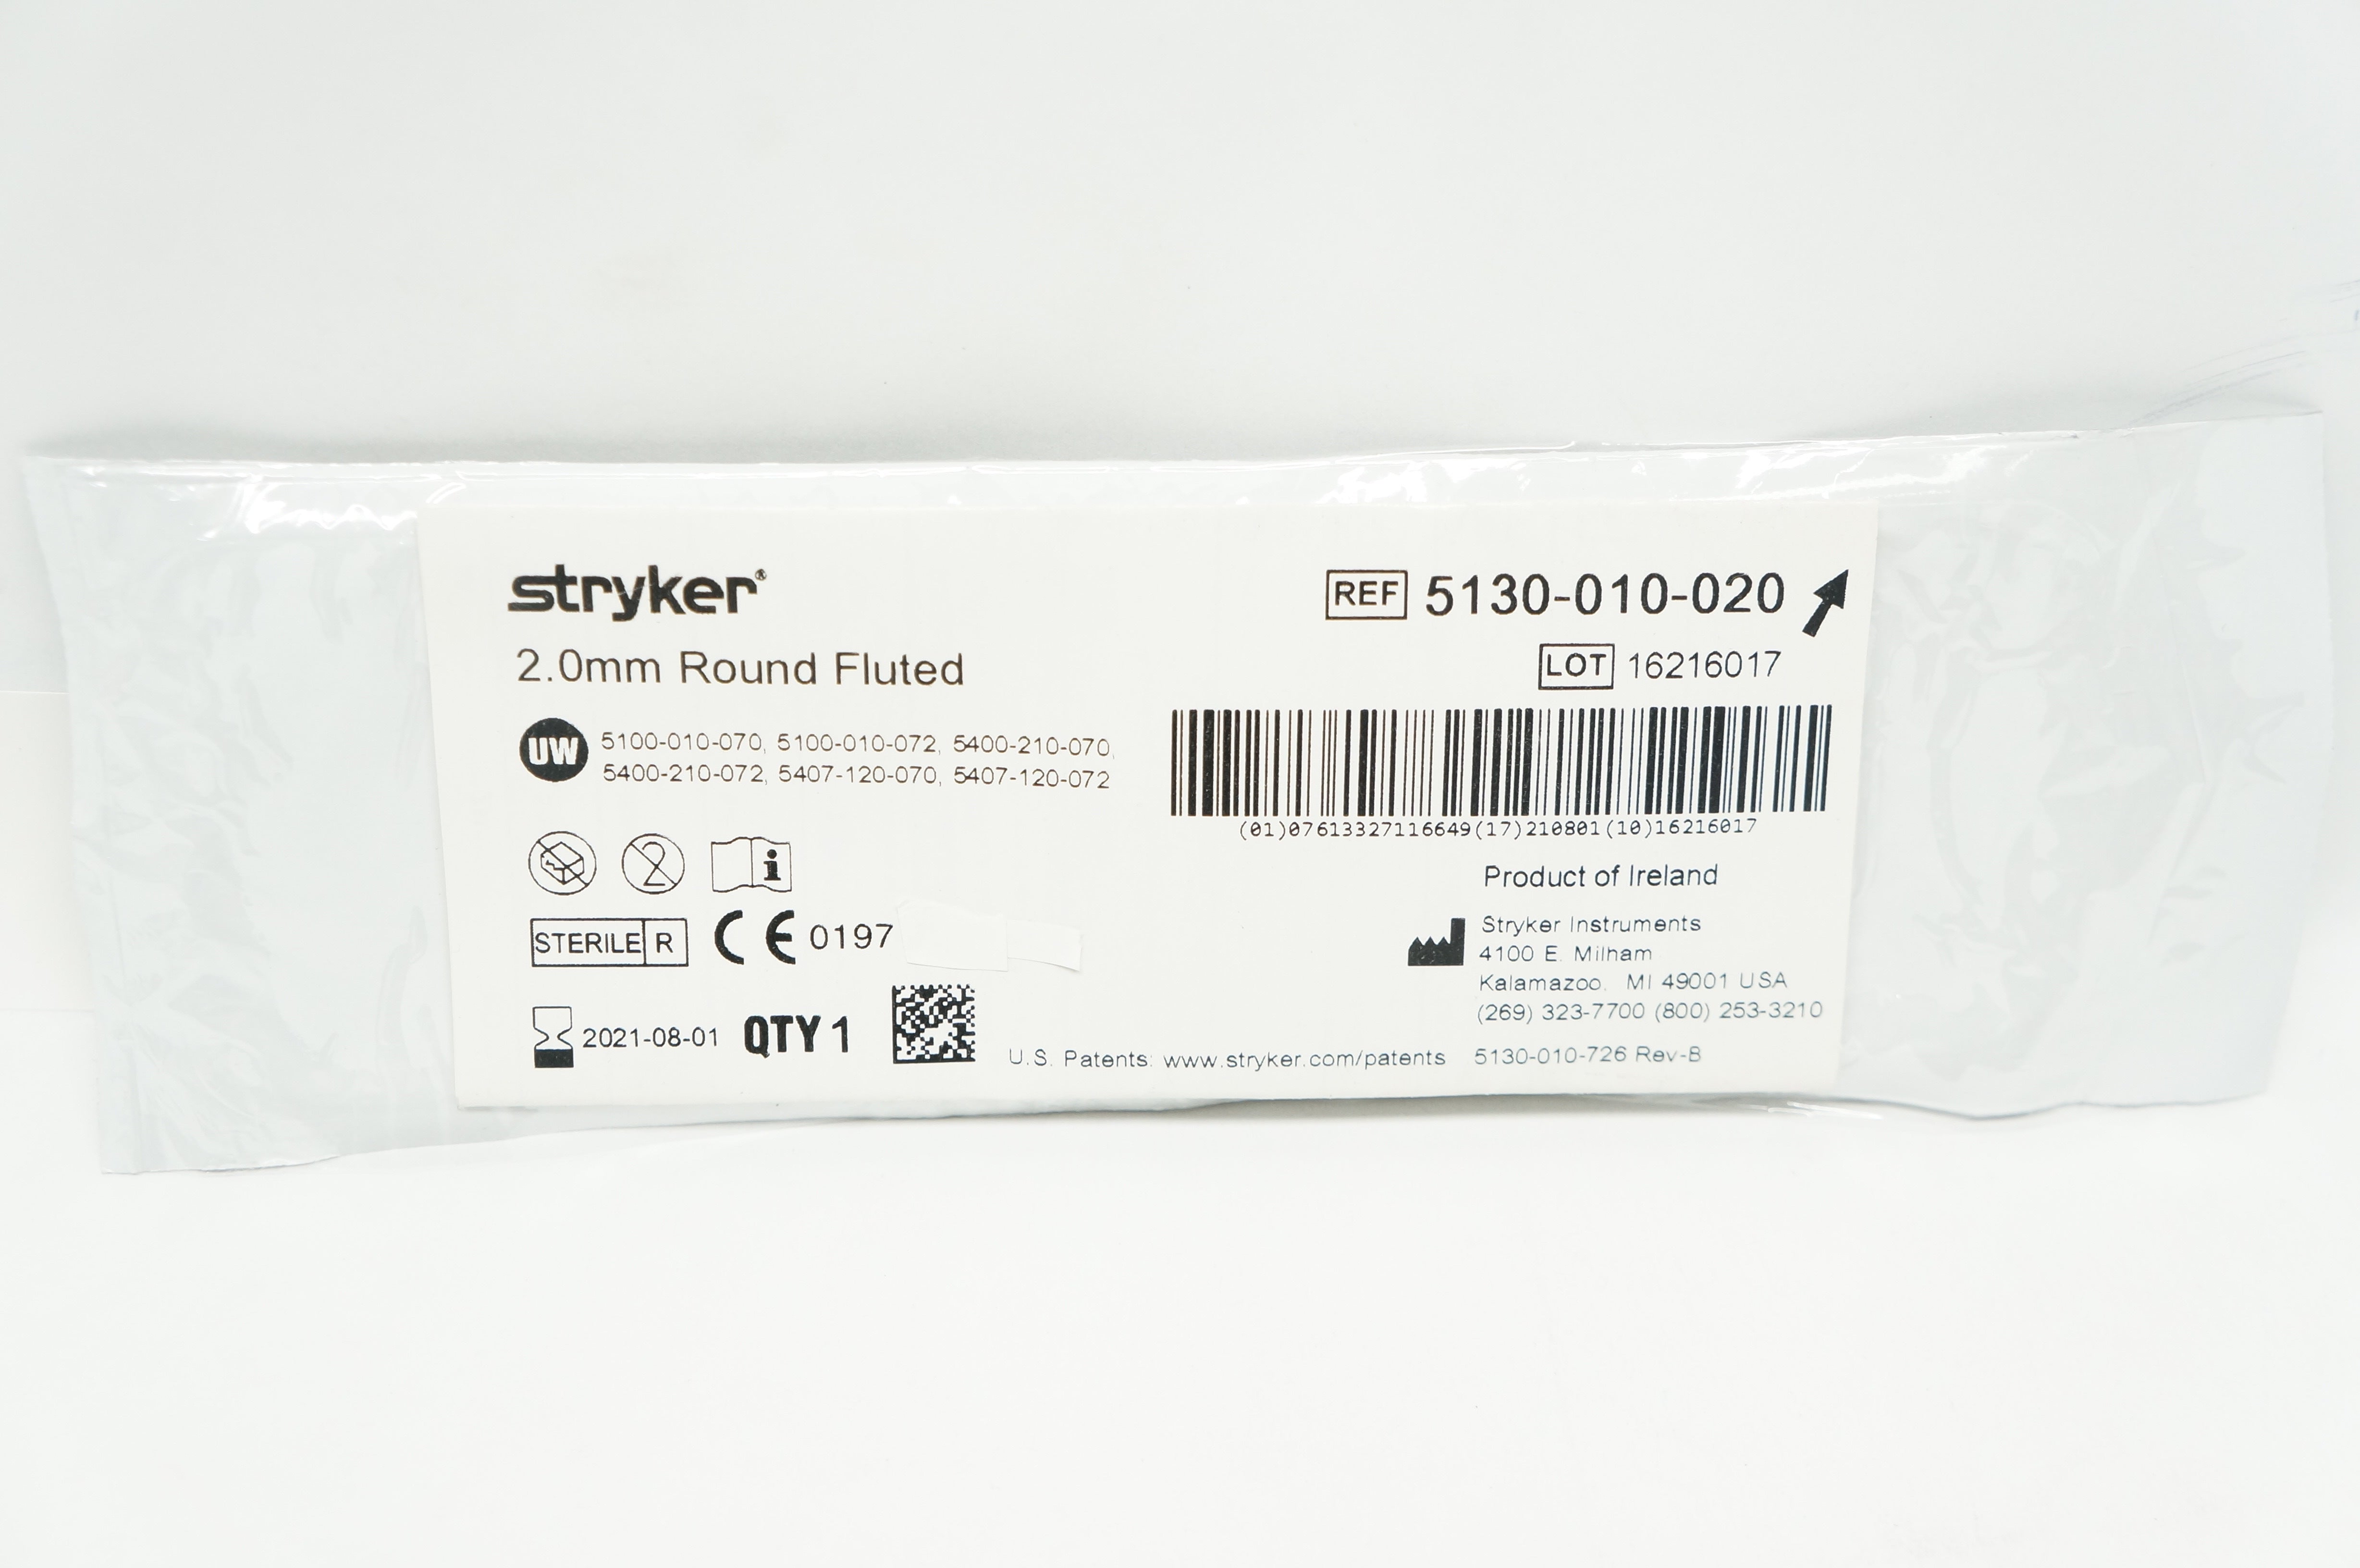 stryker®
2.0mm Round Fluted
UW 5100-010-070, 5100-010-072, 5400-210-070,
5400-210-072, 5407-120-070, 5407-120-072
REF 5130-010-020
LOT 16216017
(01)07613327116649(17)210801(10)16216017
2
i
STERILE R CE 0197
2021-08-01 QTY 1
Product of Ireland
Stryker Instruments
4100 E. Milham
Kalamazoo, MI 49001 USA
(269) 323-7700 (800) 253-3210
U.S. Patents: www.stryker.com/patents 5130-010-726 Rev-B